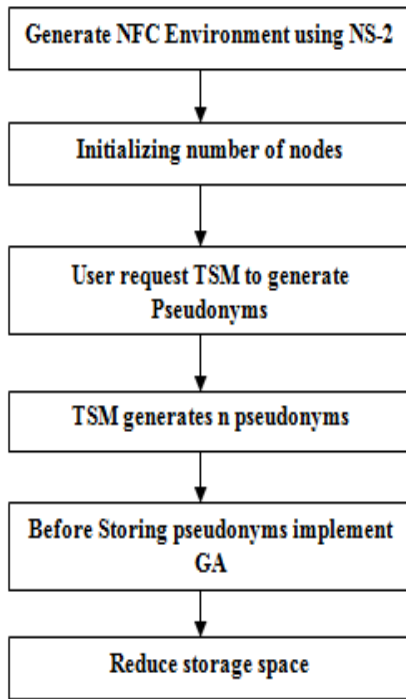 Generate NFC Environment using NS-2
Initializing number of nodes
User request TSM to generate
Pseudonyms
TSM generates n pseudonyms
Before Storing pseudonyms implement
GA
Reduce storage space